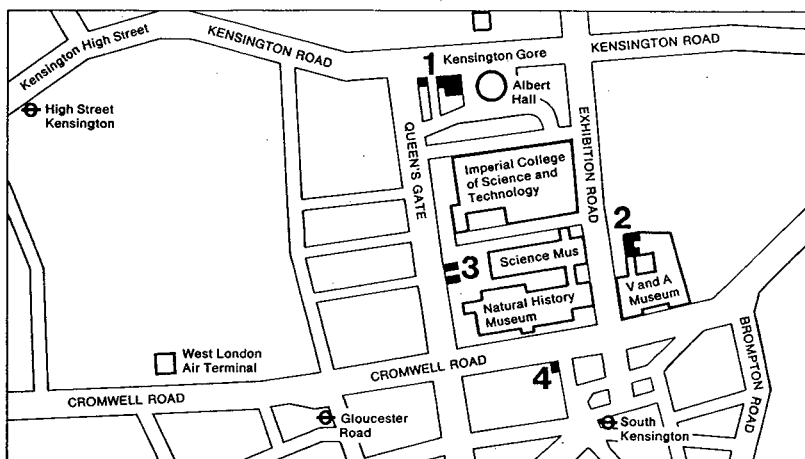 Kensington High Street
KENSINGTON ROAD
Kensington Gore
KENSINGTON ROAD
1
Albert
Hall
High Street
Kensington
QUEEN'S GATE
EXHIBITION ROAD
Imperial College
of Science and
Technology
2
3
Science Mus
V and A
Museum
Natural History
Museum
West London
Air Terminal
CROMWELL ROAD
4
BROMPTON ROAD
CROMWELL ROAD
Gloucester
Road
South
Kensington